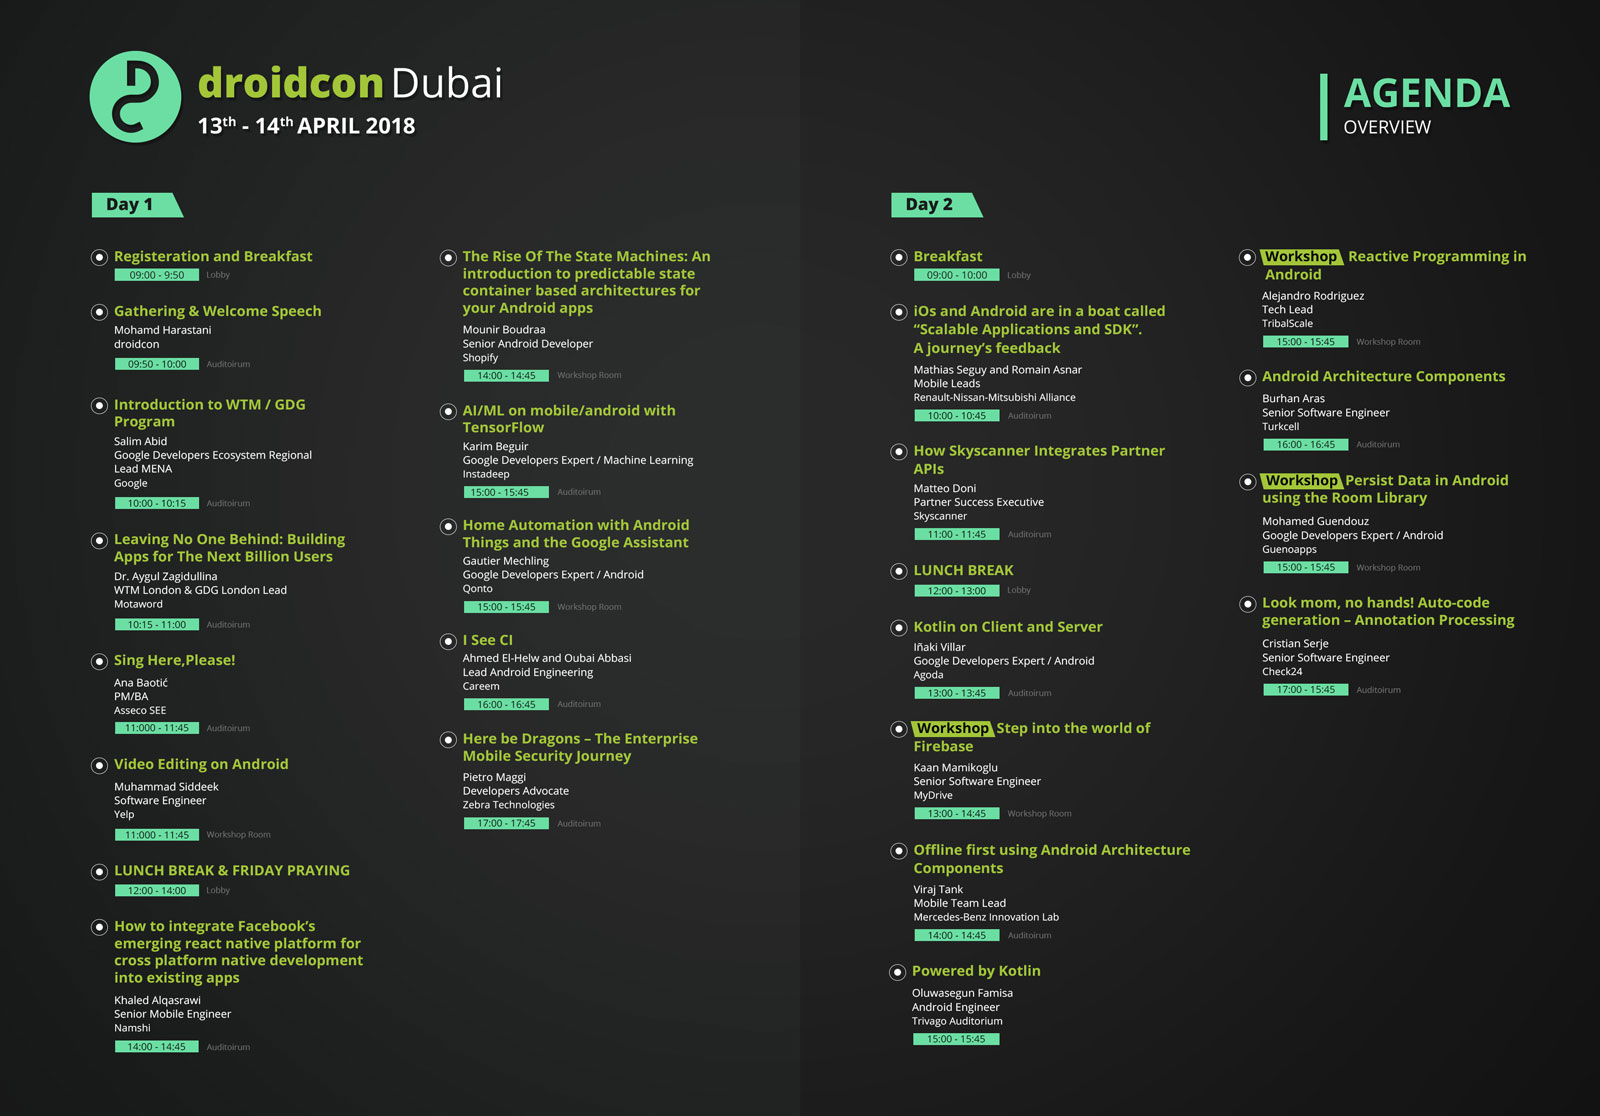 droidcon Dubai
13th - 14th APRIL 2018
AGENDA
OVERVIEW
Day 1
Registeration and Breakfast
09:00 - 9:50 Lobby
Gathering & Welcome Speech
Mohamd Harastani
droidcon
09:50 - 10:00 Auditoirum
Introduction to WTM / GDG
Program
Salim Abid
Google Developers Ecosystem Regional
Lead MENA
Google
10:00 - 10:15 Auditoirum
Leaving No One Behind: Building
Apps for The Next Billion Users
Dr. Aygul Zagidullina
WTM London & GDG London Lead
Motaword
10:15 - 11:00 Auditoirum
Sing Here,Please!
Ana Baotić
PM/BA
Asseco SEE
11:000 - 11:45 Auditoirum
Video Editing on Android
Muhammad Siddeek
Software Engineer
Yelp
11:000 - 11:45 Workshop Room
LUNCH BREAK & FRIDAY PRAYING
12:00 - 14:00 Lobby
How to integrate Facebook's
emerging react native platform for
cross platform native development
into existing apps
Khaled Alqasrawi
Senior Mobile Engineer
Namshi
14:00 - 14:45 Auditoirum
The Rise Of The State Machines: An
introduction to predictable state
container based architectures for
your Android apps
Mounir Boudraa
Senior Android Developer
Shopify
14:00 - 14:45 Workshop Room
AI/ML on mobile/android with
TensorFlow
Karim Beguir
Google Developers Expert / Machine Learning
Instadeep
15:00 - 15:45 Auditoirum
Home Automation with Android
Things and the Google Assistant
Gautier Mechling
Google Developers Expert / Android
Qonto
15:00 - 15:45 Workshop Room
I See CI
Ahmed El-Helw and Oubai Abbasi
Lead Android Engineering
Careem
16:00 - 16:45 Auditoirum
Here be Dragons – The Enterprise
Mobile Security Journey
Pietro Maggi
Developers Advocate
Zebra Technologies
17:00 - 17:45 Auditoirum
Day 2
Breakfast
09:00 - 10:00 Lobby
iOs and Android are in a boat called
“Scalable Applications and SDK”.
A journey’s feedback
Mathias Seguy and Romain Asnar
Mobile Leads
Renault-Nissan-Mitsubishi Alliance
10:00 - 10:45 Auditoirum
How Skyscanner Integrates Partner
APIs
Matteo Doni
Partner Success Executive
Skyscanner
11:00 - 11:45 Auditoirum
LUNCH BREAK
12:00 - 13:00 Lobby
Kotlin on Client and Server
Iñaki Villar
Google Developers Expert / Android
Agoda
13:00 - 13:45 Auditoirum
Workshop Step into the world of
Firebase
Kaan Mamikoglu
Senior Software Engineer
MyDrive
13:00 - 14:45 Workshop Room
Offline first using Android Architecture
Components
Viraj Tank
Mobile Team Lead
Mercedes-Benz Innovation Lab
14:00 - 14:45 Auditoirum
Powered by Kotlin
Oluwasegun Famisa
Android Engineer
Trivago Auditorium
15:00 - 15:45
Workshop Reactive Programming in
Android
Alejandro Rodriguez
Tech Lead
TribalScale
15:00 - 15:45 Workshop Room
Android Architecture Components
Burhan Aras
Senior Software Engineer
Turkcell
16:00 - 16:45 Auditoirum
Workshop Persist Data in Android
using the Room Library
Mohamed Guendouz
Google Developers Expert / Android
Guenoapps
15:00 - 15:45 Workshop Room
Look mom, no hands! Auto-code
generation – Annotation Processing
Cristian Serje
Senior Software Engineer
Check24
17:00 - 15:45 Auditoirum